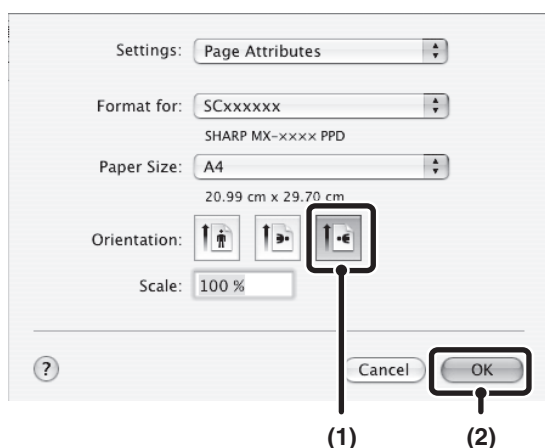 Settings: Page Attributes
Format for: SCxxxxxx
SHARP MX-×××× PPD
Paper Size: A4
20.99 cm x 29.70 cm
Orientation:
Scale: 100 %
? Cancel OK
(1) (2)